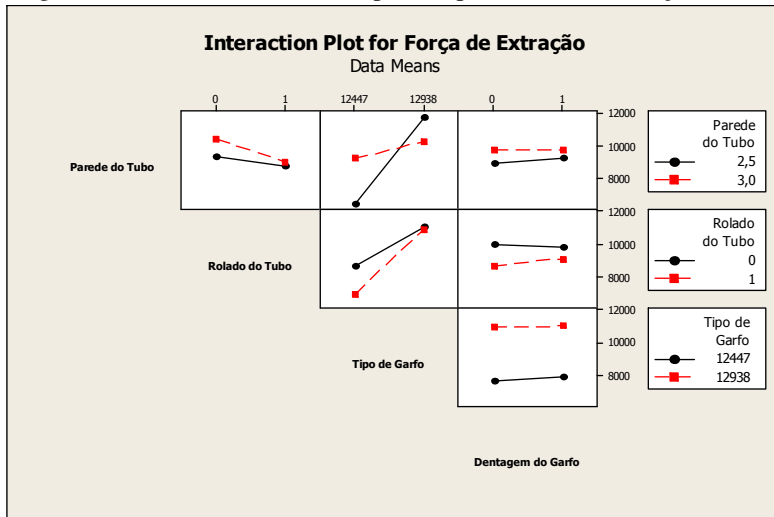 Interaction Plot for Força de Extração
Data Means
0 1 12447 12938 0 1
12000
10000
8000
Parede do Tubo
Parede
do Tubo
2,5
3,0
12000
10000
8000
Rolado do Tubo
Rolado
do Tubo
0
1
12000
10000
8000
Tipo de Garfo
Tipo de
Garfo
12447
12938
Dentagem do Garfo